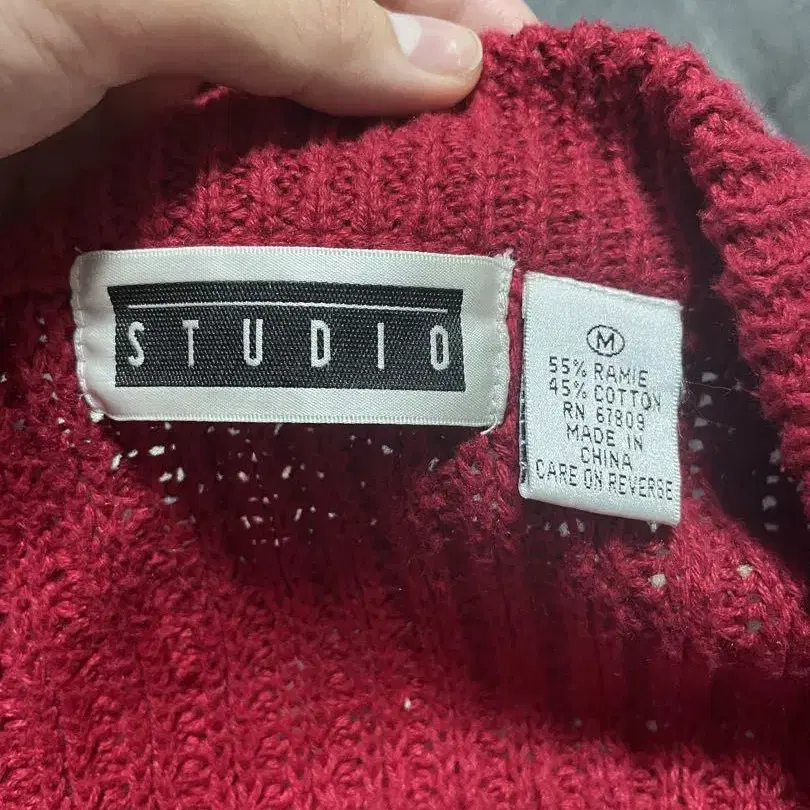 STUDIO
M
55% RAMIE
45% COTTON
RN 67809
MADE IN
CHINA
CARE ON REVERSE